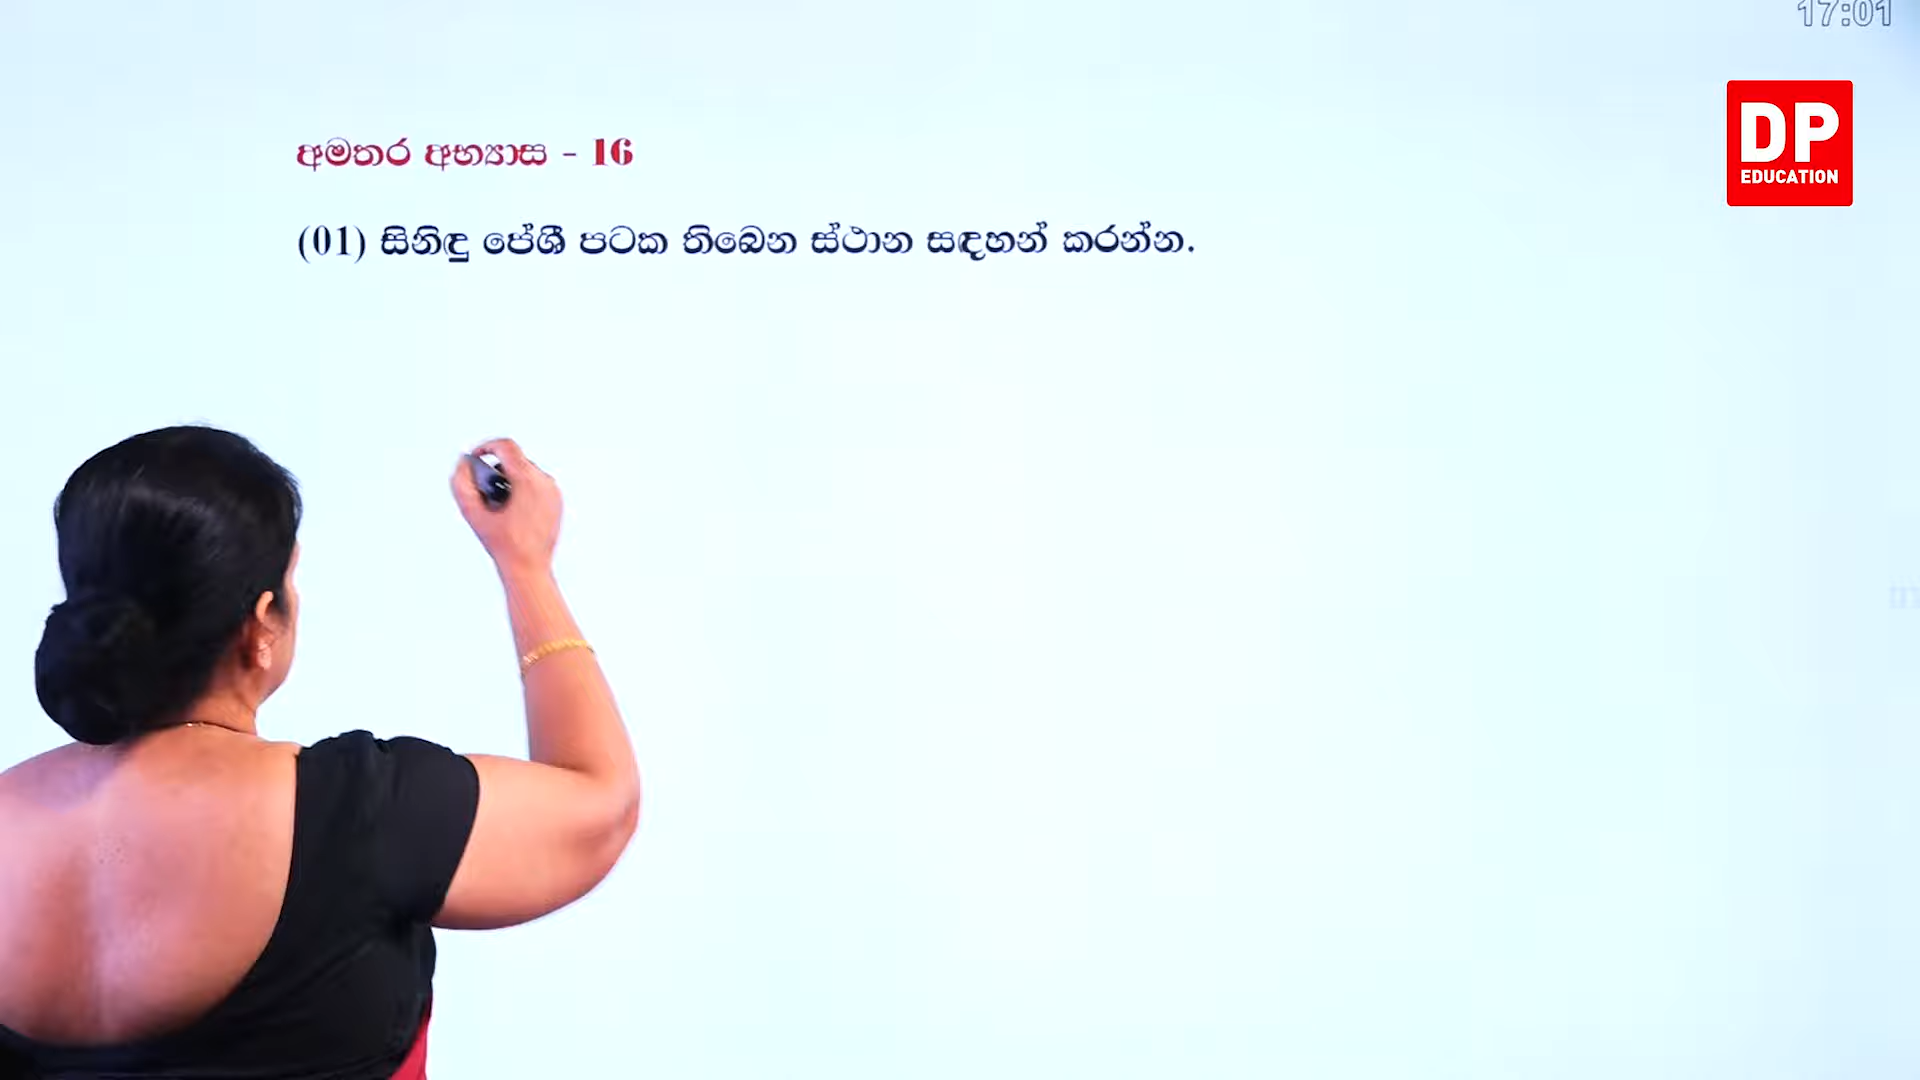 17:01
DP
EDUCATION
අමතර අභ්‍යාස - 16
(01) සිනිඳු පේශී පටක තිබෙන ස්ථාන සඳහන් කරන්න.